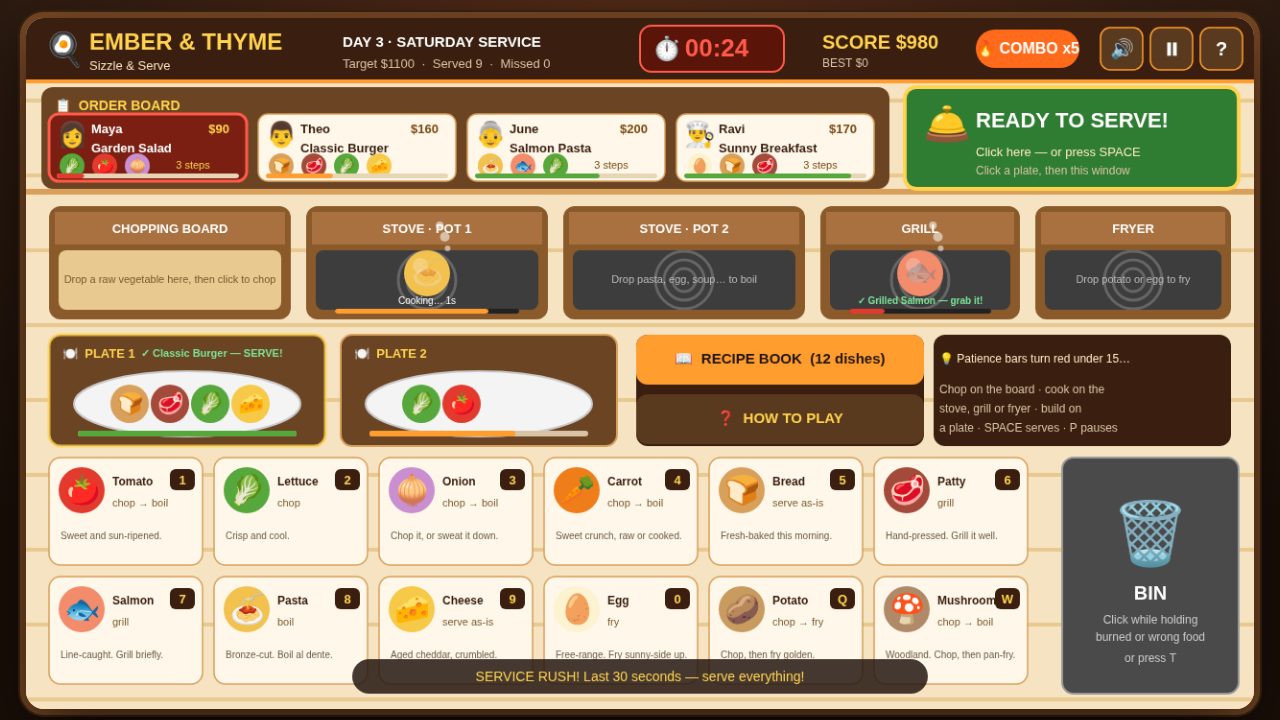 EMBER & THYME
Sizzle & Serve
DAY 3 · SATURDAY SERVICE
Target $1100 · Served 9 · Missed 0
00:24
SCORE $980
BEST $0
COMBO x5
?
ORDER BOARD
Maya $90
Garden Salad
3 steps
Theo $160
Classic Burger
June $200
Salmon Pasta
3 steps
Ravi $170
Sunny Breakfast
3 steps
READY TO SERVE!
Click here — or press SPACE
Click a plate, then this window
CHOPPING BOARD
Drop a raw vegetable here, then click to chop
STOVE · POT 1
Cooking… 1s
STOVE · POT 2
Drop pasta, egg, soup… to boil
GRILL
✓ Grilled Salmon — grab it!
FRYER
Drop potato or egg to fry
PLATE 1 ✓ Classic Burger — SERVE!
PLATE 2
RECIPE BOOK (12 dishes)
HOW TO PLAY
Patience bars turn red under 15…
Chop on the board · cook on the
stove, grill or fryer · build on
a plate · SPACE serves · P pauses
Tomato 1
chop → boil
Sweet and sun-ripened.
Lettuce 2
chop
Crisp and cool.
Onion 3
chop → boil
Chop it, or sweat it down.
Carrot 4
chop → boil
Sweet crunch, raw or cooked.
Bread 5
serve as-is
Fresh-baked this morning.
Patty 6
grill
Hand-pressed. Grill it well.
Salmon 7
grill
Line-caught. Grill briefly.
Pasta 8
boil
Bronze-cut. Boil al dente.
Cheese 9
serve as-is
Aged cheddar, crumbled.
Egg 0
fry
Free-range. Fry sunny-side up.
Potato Q
chop → fry
Chop, then fry golden.
Mushroom W
chop → boil
Woodland. Chop, then pan-fry.
BIN
Click while holding
burned or wrong food
or press T
SERVICE RUSH! Last 30 seconds — serve everything!